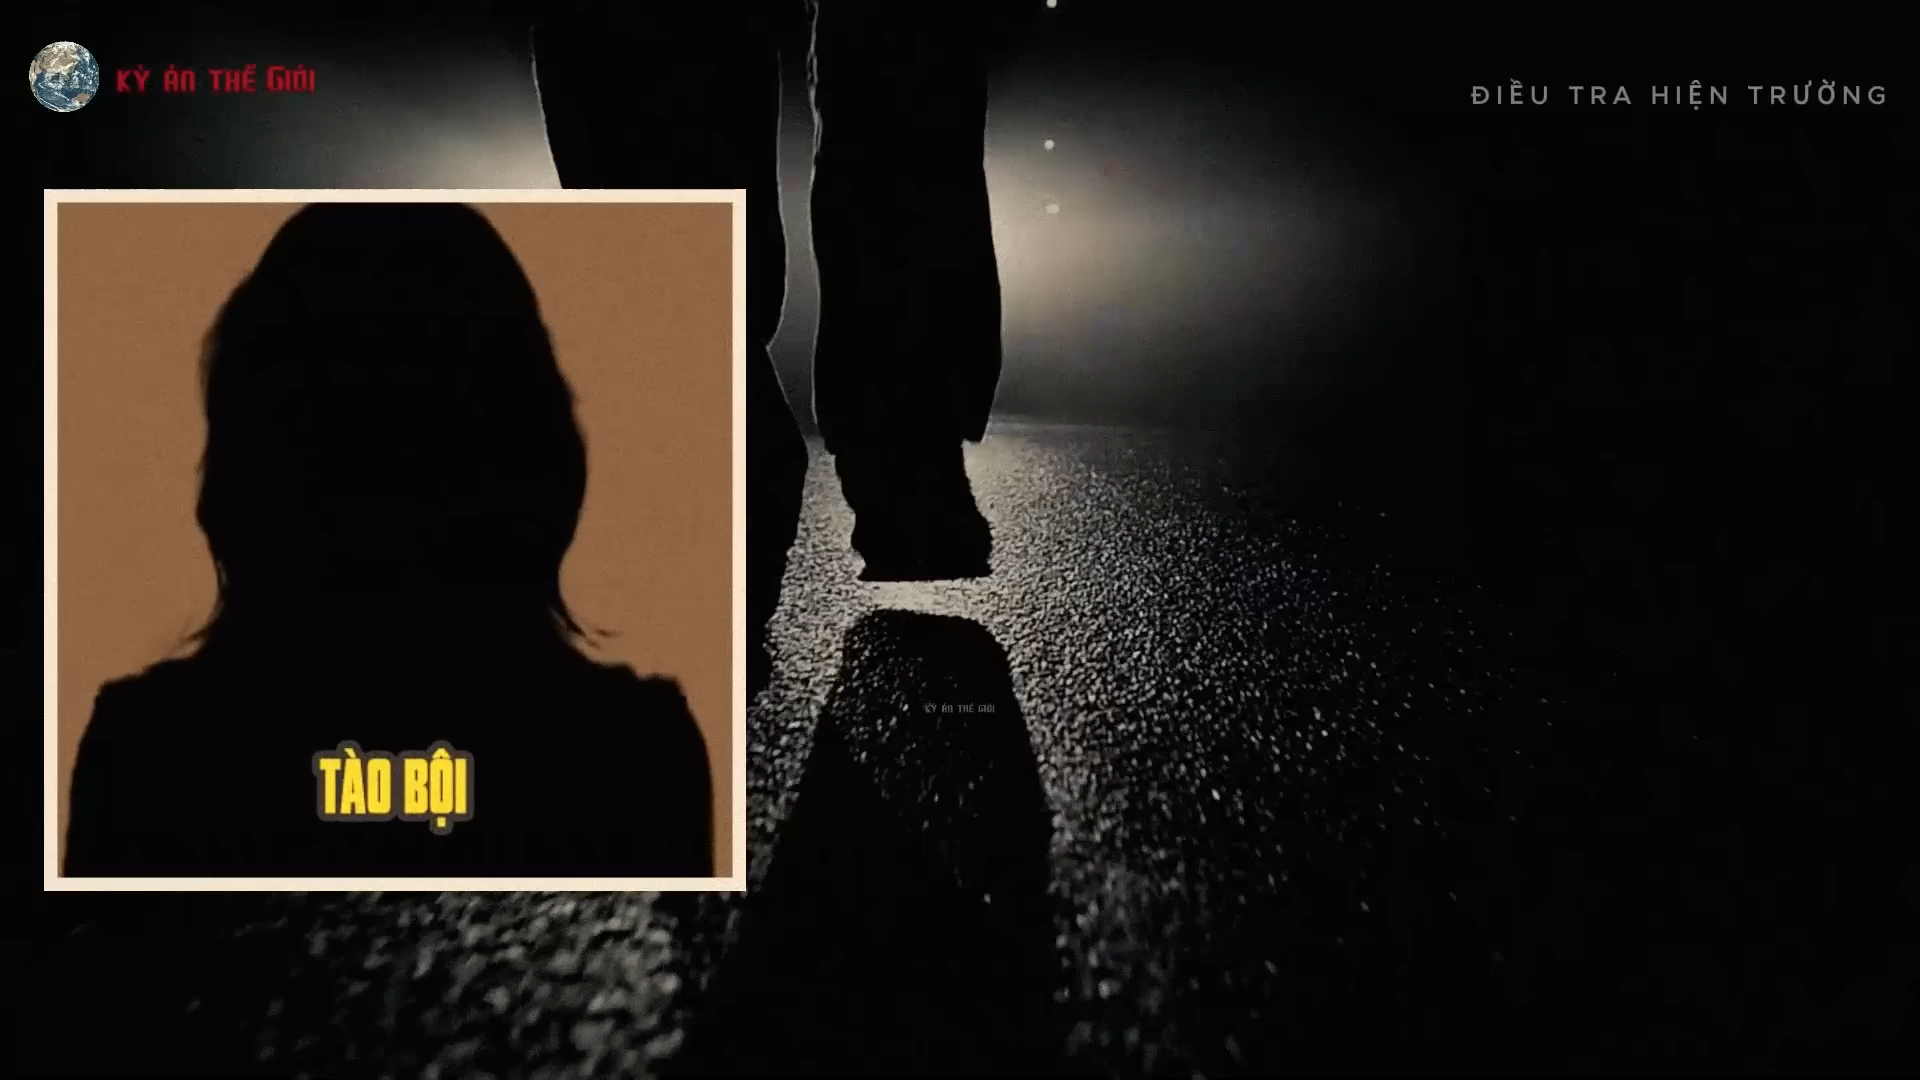 KỲ ÁN THẾ GIỚI
ĐIỀU TRA HIỆN TRƯỜNG
KỲ ÁN THẾ GIỚI
TÀO BỘI